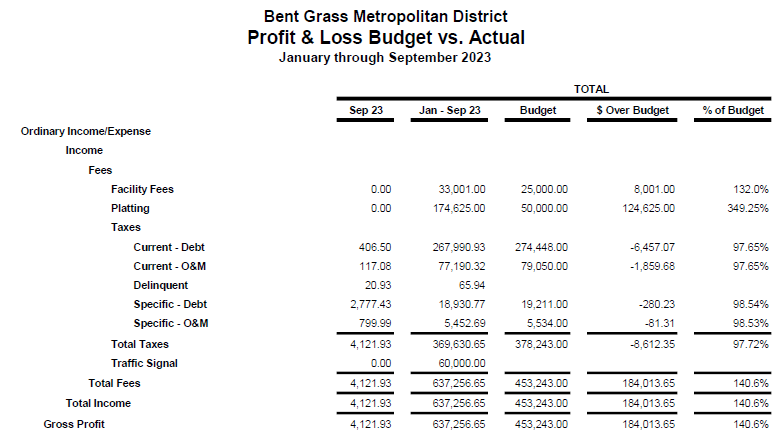 Bent Grass Metropolitan District
Profit & Loss Budget vs. Actual
January through September 2023
TOTAL
Sep 23 Jan - Sep 23 Budget $ Over Budget % of Budget
Ordinary Income/Expense
Income
Fees
Facility Fees 0.00 33,001.00 25,000.00 8,001.00 132.0%
Platting 0.00 174,625.00 50,000.00 124,625.00 349.25%
Taxes
Current - Debt 406.50 267,990.93 274,448.00 -6,457.07 97.65%
Current - O&M 117.08 77,190.32 79,050.00 -1,859.68 97.65%
Delinquent 20.93 65.94
Specific - Debt 2,777.43 18,930.77 19,211.00 -280.23 98.54%
Specific - O&M 799.99 5,452.69 5,534.00 -81.31 98.53%
Total Taxes 4,121.93 369,630.65 378,243.00 -8,612.35 97.72%
Traffic Signal 0.00 60,000.00
Total Fees 4,121.93 637,256.65 453,243.00 184,013.65 140.6%
Total Income 4,121.93 637,256.65 453,243.00 184,013.65 140.6%
Gross Profit 4,121.93 637,256.65 453,243.00 184,013.65 140.6%